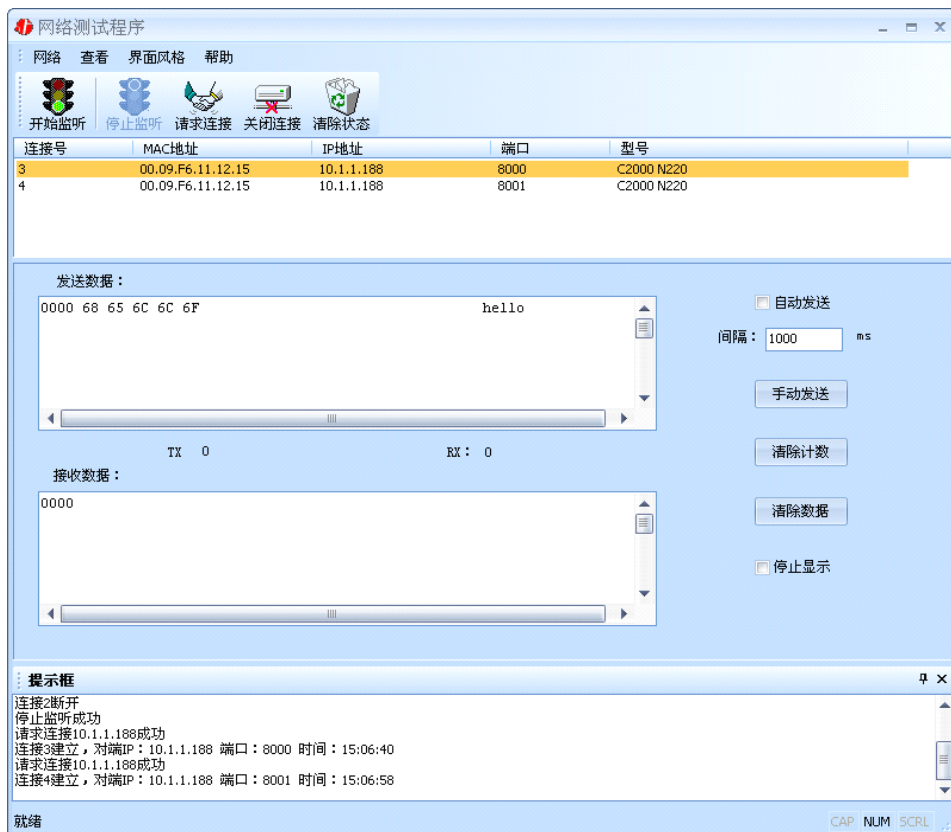 网络测试程序
网络 查看 界面风格 帮助
开始监听 停止监听 请求连接 关闭连接 清除状态
连接号 MAC地址 IP地址 端口 型号
3 00.09.F6.11.12.15 10.1.1.188 8000 C2000 N220
4 00.09.F6.11.12.15 10.1.1.188 8001 C2000 N220
发送数据：
0000 68 65 6C 6C 6F hello
自动发送
间隔： 1000 ms
手动发送
TX 0 RX： 0
清除计数
接收数据：
0000
清除数据
停止显示
提示框
连接2断开
停止监听成功
请求连接10.1.1.188成功
连接3建立，对端IP：10.1.1.188 端口：8000 时间：15:06:40
请求连接10.1.1.188成功
连接4建立，对端IP：10.1.1.188 端口：8001 时间：15:06:58
就绪 CAP NUM SCRL